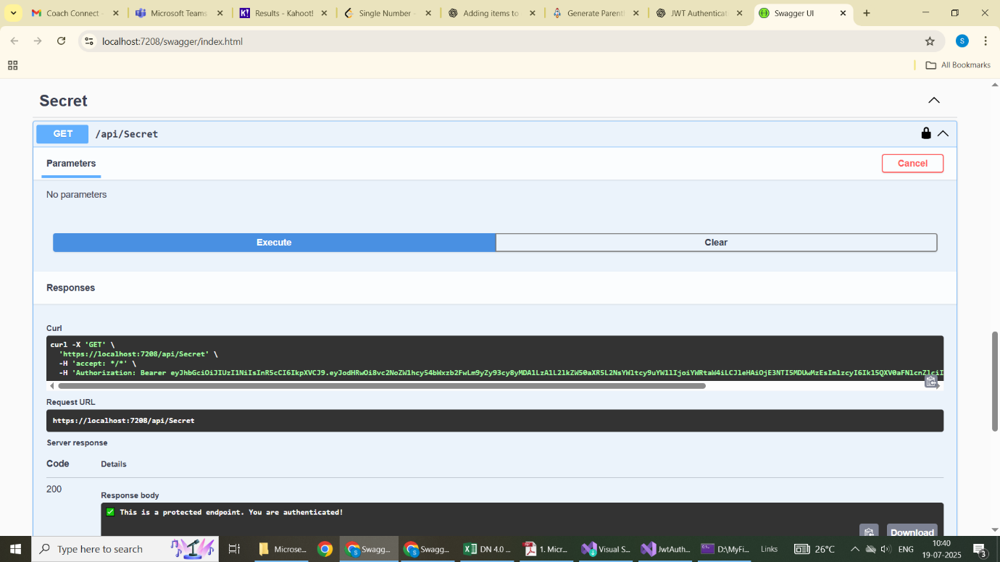 Coach Connect -
Microsoft Teams
Results - Kahoot!
Single Number -
Adding items to
Generate Parenth
JWT Authenticat
Swagger UI
localhost:7208/swagger/index.html
S
All Bookmarks
Secret
GET
/api/Secret
Parameters
Cancel
No parameters
Execute
Clear
Responses
Curl
curl -X 'GET' \
'https://localhost:7208/api/Secret' \
-H 'accept: */*' \
-H 'Authorization: Bearer
Request URL
https://localhost:7208/api/Secret
Server response
Code
Details
200
Response body
✅ This is a protected endpoint. You are authenticated!
Download
Type here to search
Microse...
Swagg...
Swagg...
DN 4.0 ...
1. Micr...
Visual S...
JwtAuth...
D:\MyFi...
Links
26°C
ENG
10:40
19-07-2025
3